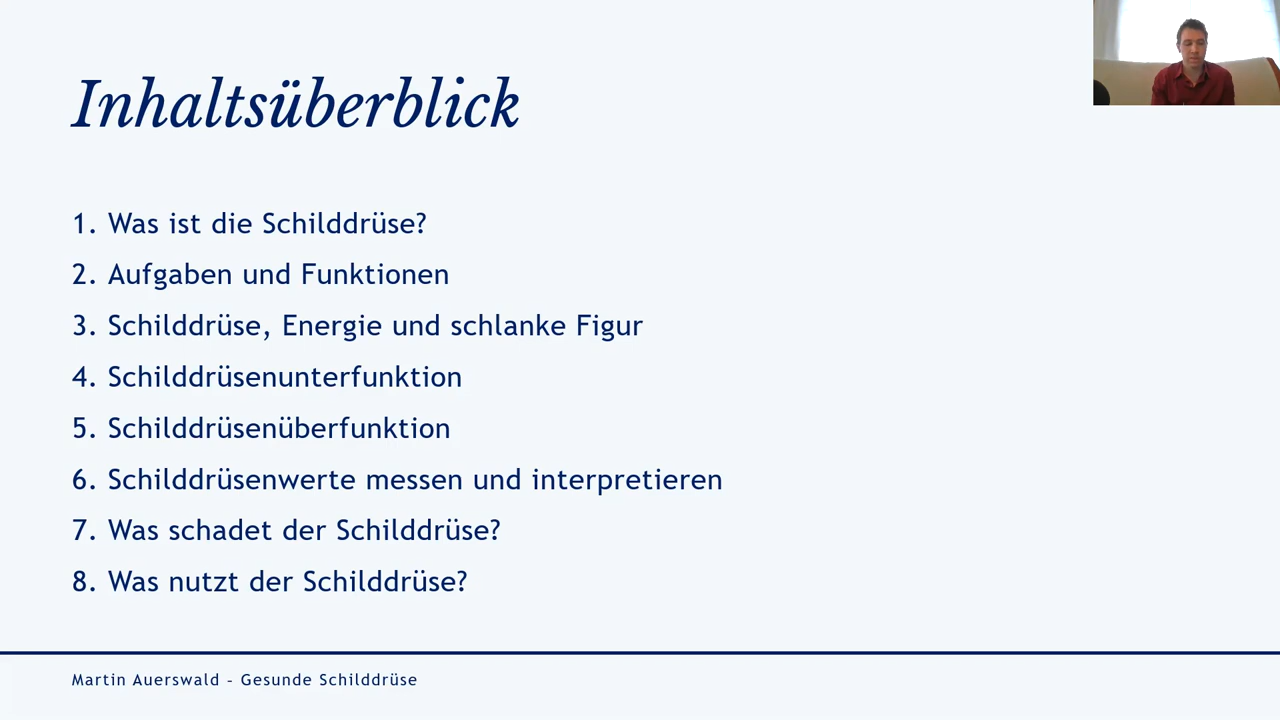 Inhaltsüberblick
1. Was ist die Schilddrüse?
2. Aufgaben und Funktionen
3. Schilddrüse, Energie und schlanke Figur
4. Schilddrüsenunterfunktion
5. Schilddrüsenüberfunktion
6. Schilddrüsenwerte messen und interpretieren
7. Was schadet der Schilddrüse?
8. Was nutzt der Schilddrüse?
Martin Auerswald – Gesunde Schilddrüse